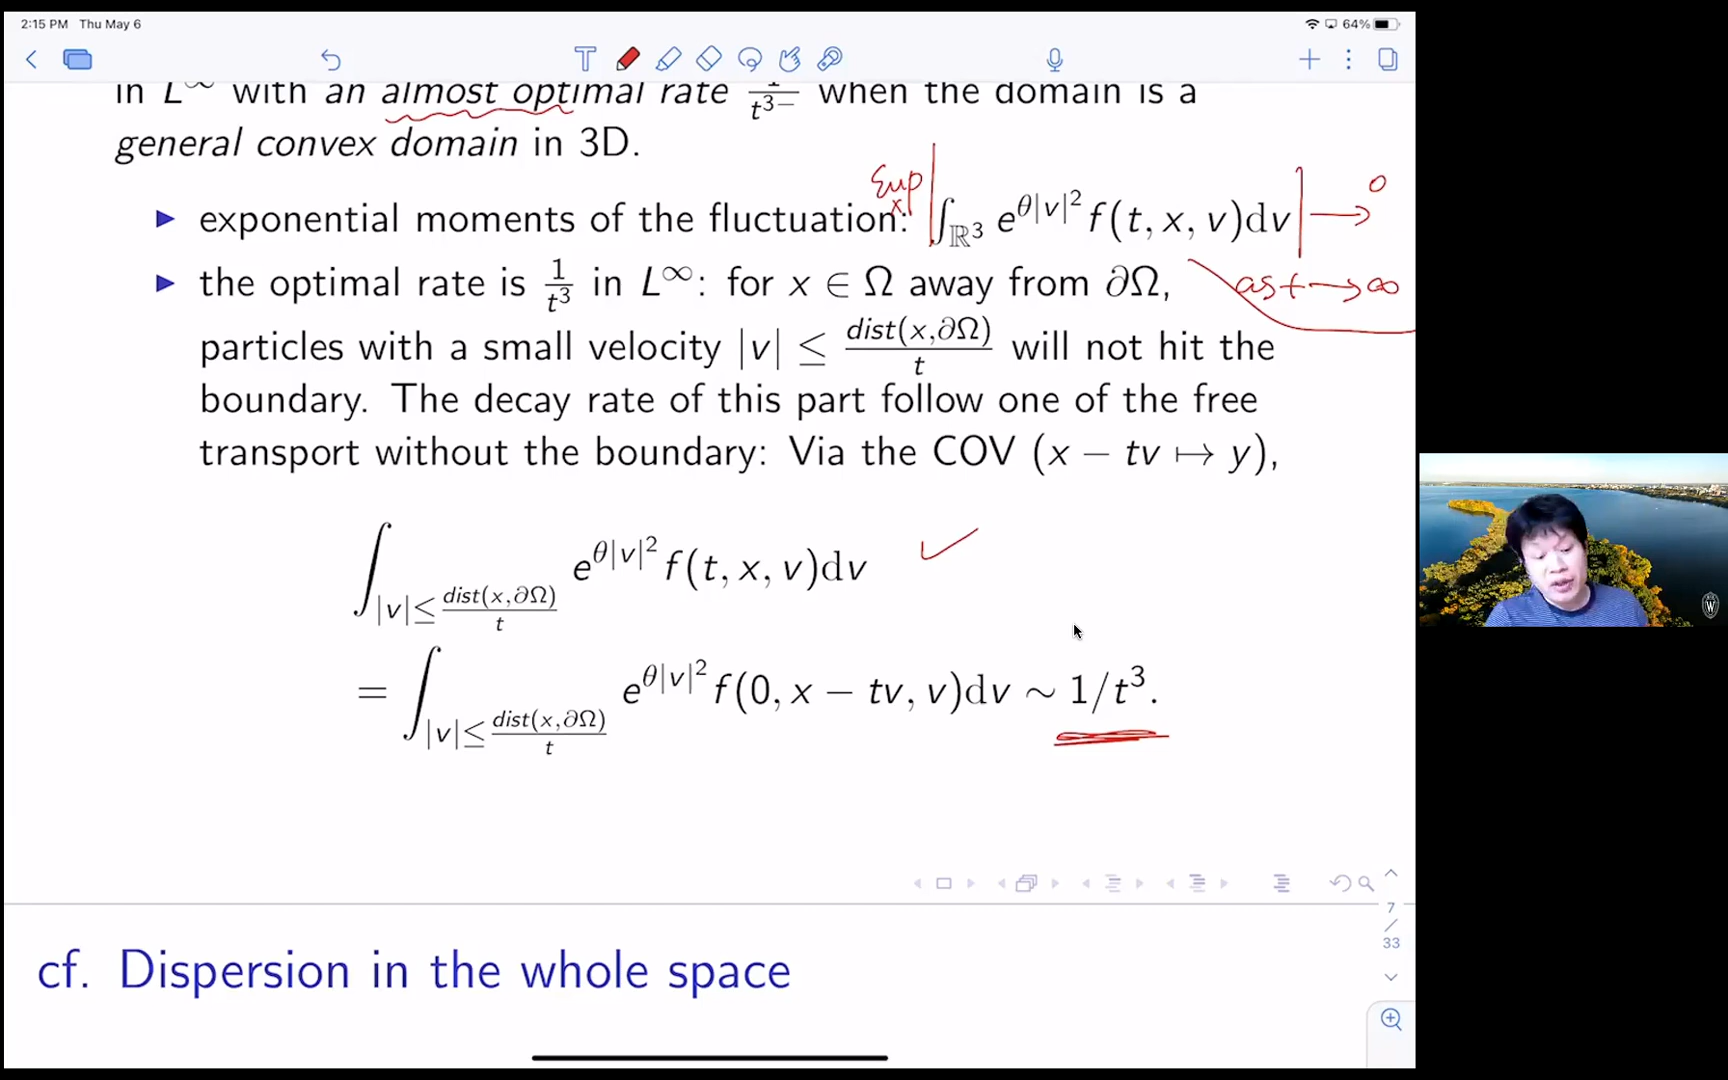 2:15 PM Thu May 6
64%
in L^∞ with an almost optimal rate 1/t^{3−} when the domain is a
general convex domain in 3D.
▶ exponential moments of the fluctuation: sup_x | ∫_{ℝ^3} e^{θ|v|^2} f(t, x, v)dv | → 0
as t → ∞
▶ the optimal rate is 1/t^3 in L^∞: for x ∈ Ω away from ∂Ω,
particles with a small velocity |v| ≤ dist(x,∂Ω)/t will not hit the
boundary. The decay rate of this part follow one of the free
transport without the boundary: Via the COV (x − tv ↦ y),
∫_{|v|≤ dist(x,∂Ω)/t} e^{θ|v|^2} f(t, x, v)dv ✓
= ∫_{|v|≤ dist(x,∂Ω)/t} e^{θ|v|^2} f(0, x − tv, v)dv ∼ 1/t^3.
7
/
33
cf. Dispersion in the whole space
W